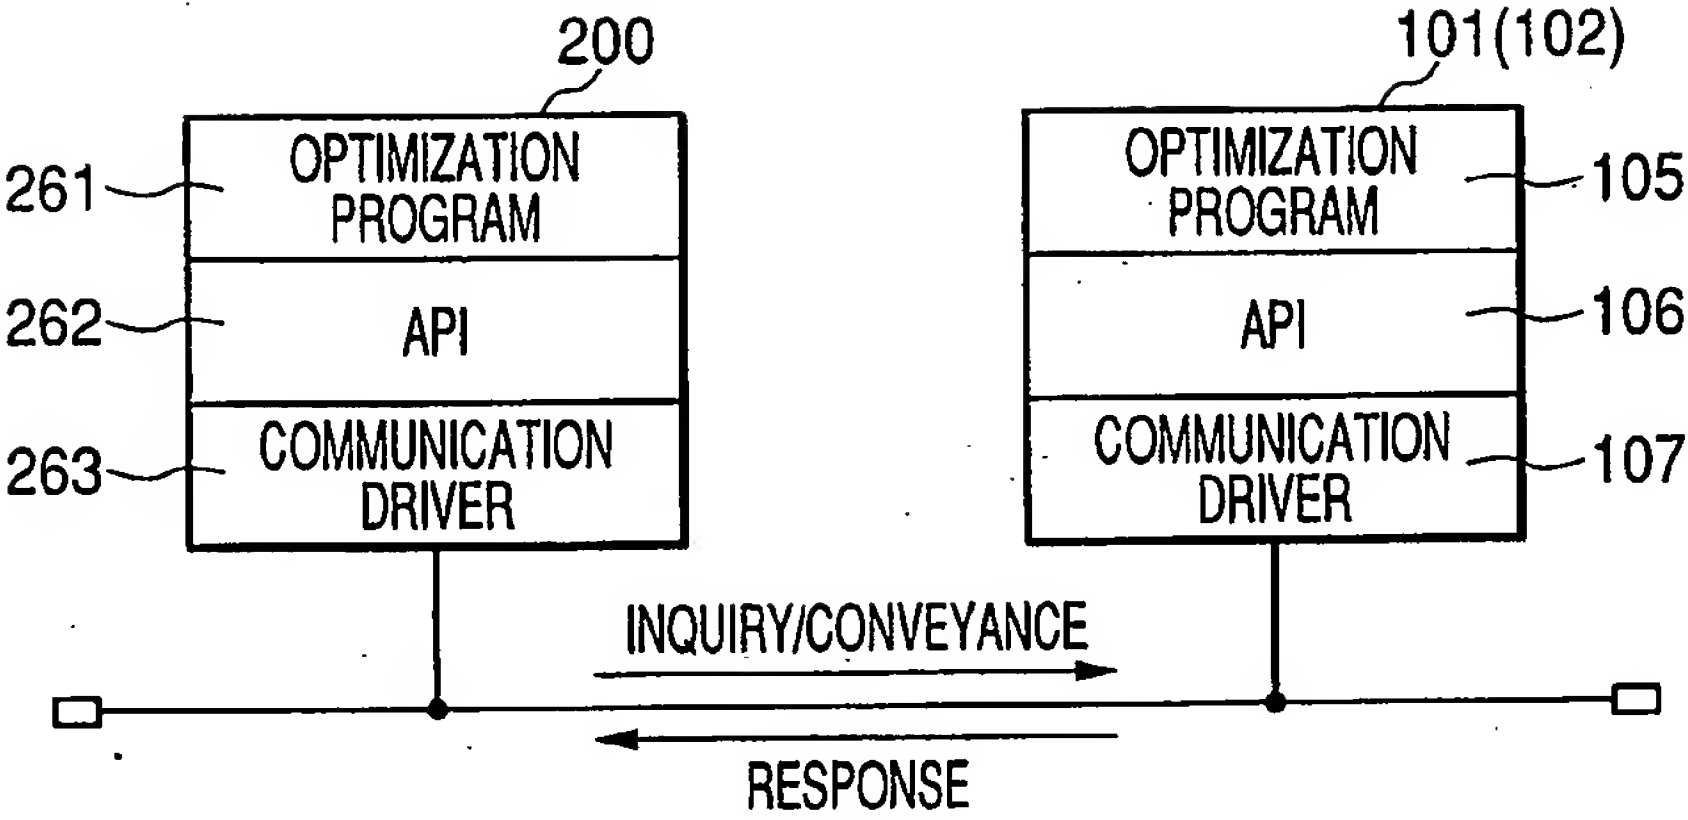 200
101(102)
261
OPTIMIZATION
PROGRAM
OPTIMIZATION
PROGRAM
105
262
API
API
106
263
COMMUNICATION
DRIVER
COMMUNICATION
DRIVER
107
INQUIRY/CONVEYANCE
RESPONSE